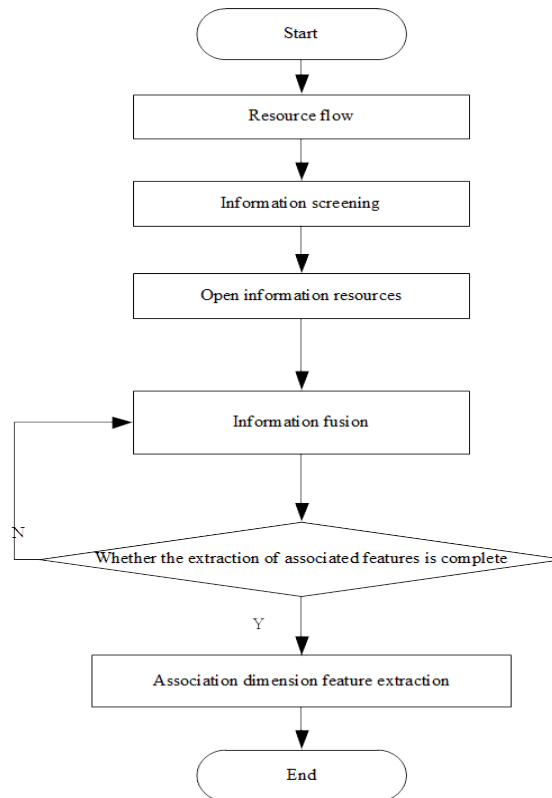 Start
Resource flow
Information screening
Open information resources
Information fusion
N
Whether the extraction of associated features is complete
Y
Association dimension feature extraction
End